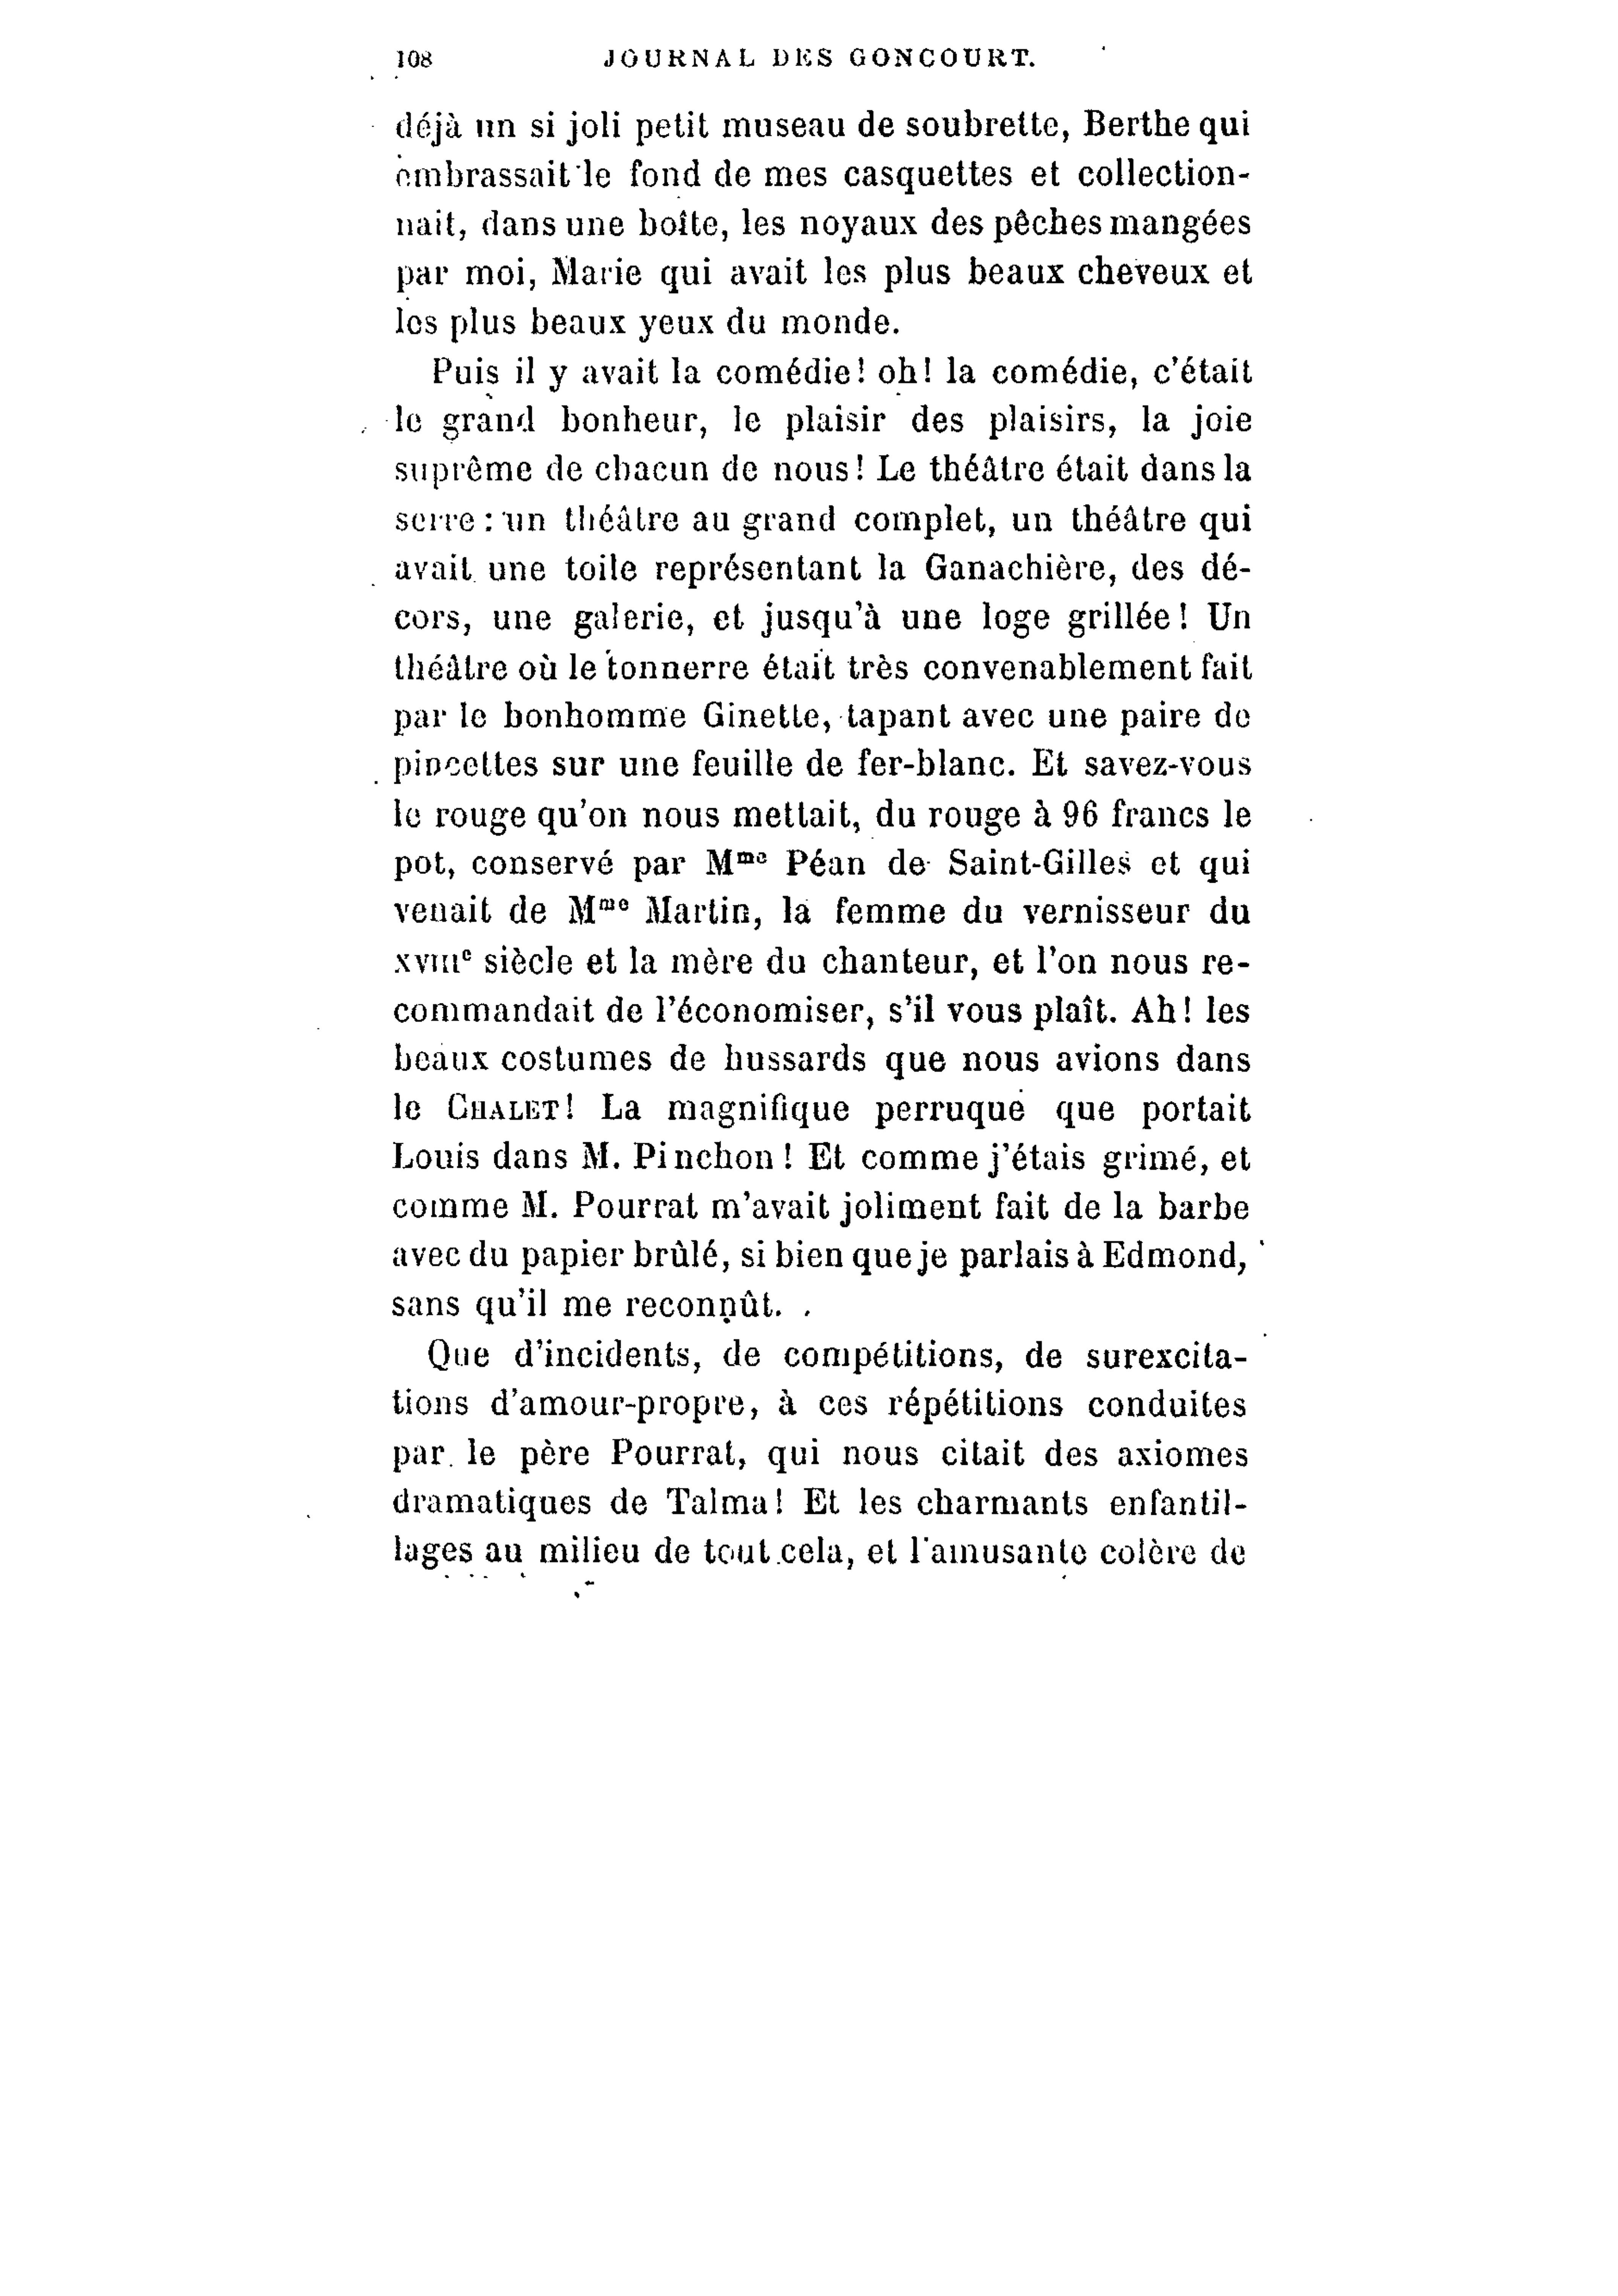 108 JOURNAL DES GONCOURT.
déjà un si joli petit museau de soubrette, Berthe qui
embrassait le fond de mes casquettes et collection-
nait, dans une boîte, les noyaux des pêches mangées
par moi, Marie qui avait les plus beaux cheveux et
les plus beaux yeux du monde.
Puis il y avait la comédie! oh! la comédie, c'était
le grand bonheur, le plaisir des plaisirs, la joie
suprême de chacun de nous! Le théâtre était dans la
serre : un théâtre au grand complet, un théâtre qui
avait une toile représentant la Ganachière, des dé-
cors, une galerie, et jusqu'à une loge grillée! Un
théâtre où le tonnerre était très convenablement fait
par le bonhomme Ginette, tapant avec une paire de
pincettes sur une feuille de fer-blanc. Et savez-vous
le rouge qu'on nous mettait, du rouge à 96 francs le
pot, conservé par Mme Péan de Saint-Gilles et qui
venait de Mme Martin, la femme du vernisseur du
XVIIIe siècle et la mère du chanteur, et l'on nous re-
commandait de l'économiser, s'il vous plaît. Ah! les
beaux costumes de hussards que nous avions dans
le CHALET! La magnifique perruque que portait
Louis dans M. Pinchon! Et comme j'étais grimé, et
comme M. Pourrat m'avait joliment fait de la barbe
avec du papier brûlé, si bien que je parlais à Edmond,
sans qu'il me reconnût.
Que d'incidents, de compétitions, de surexcita-
tions d'amour-propre, à ces répétitions conduites
par le père Pourrat, qui nous citait des axiomes
dramatiques de Talma! Et les charmants enfantil-
lages au milieu de tout cela, et l'amusante colère de